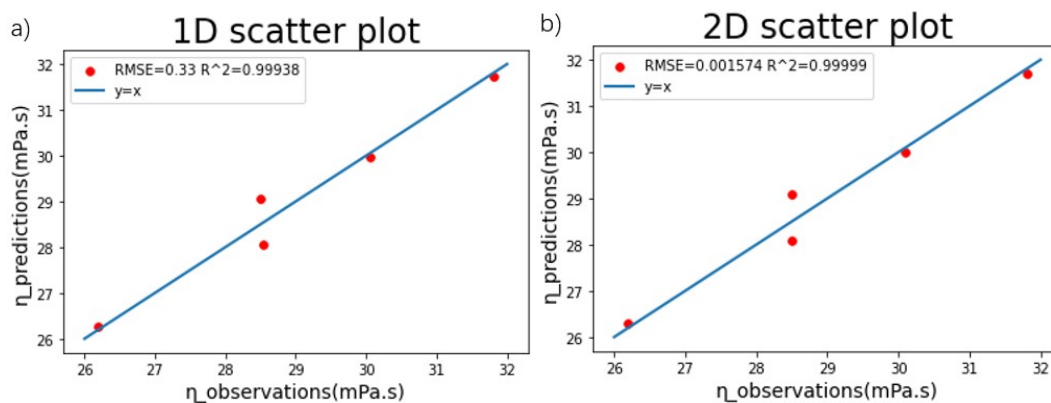 a)
1D scatter plot
RMSE=0.33 R^2=0.99938
y=x
32
31
30
29
28
27
26
η_predictions(mPa.s)
26
27
28
29
30
31
32
η_observations(mPa.s)
b)
2D scatter plot
RMSE=0.001574 R^2=0.99999
y=x
32
31
30
29
28
27
26
η_predictions(mPa.s)
26
27
28
29
30
31
32
η_observations(mPa.s)